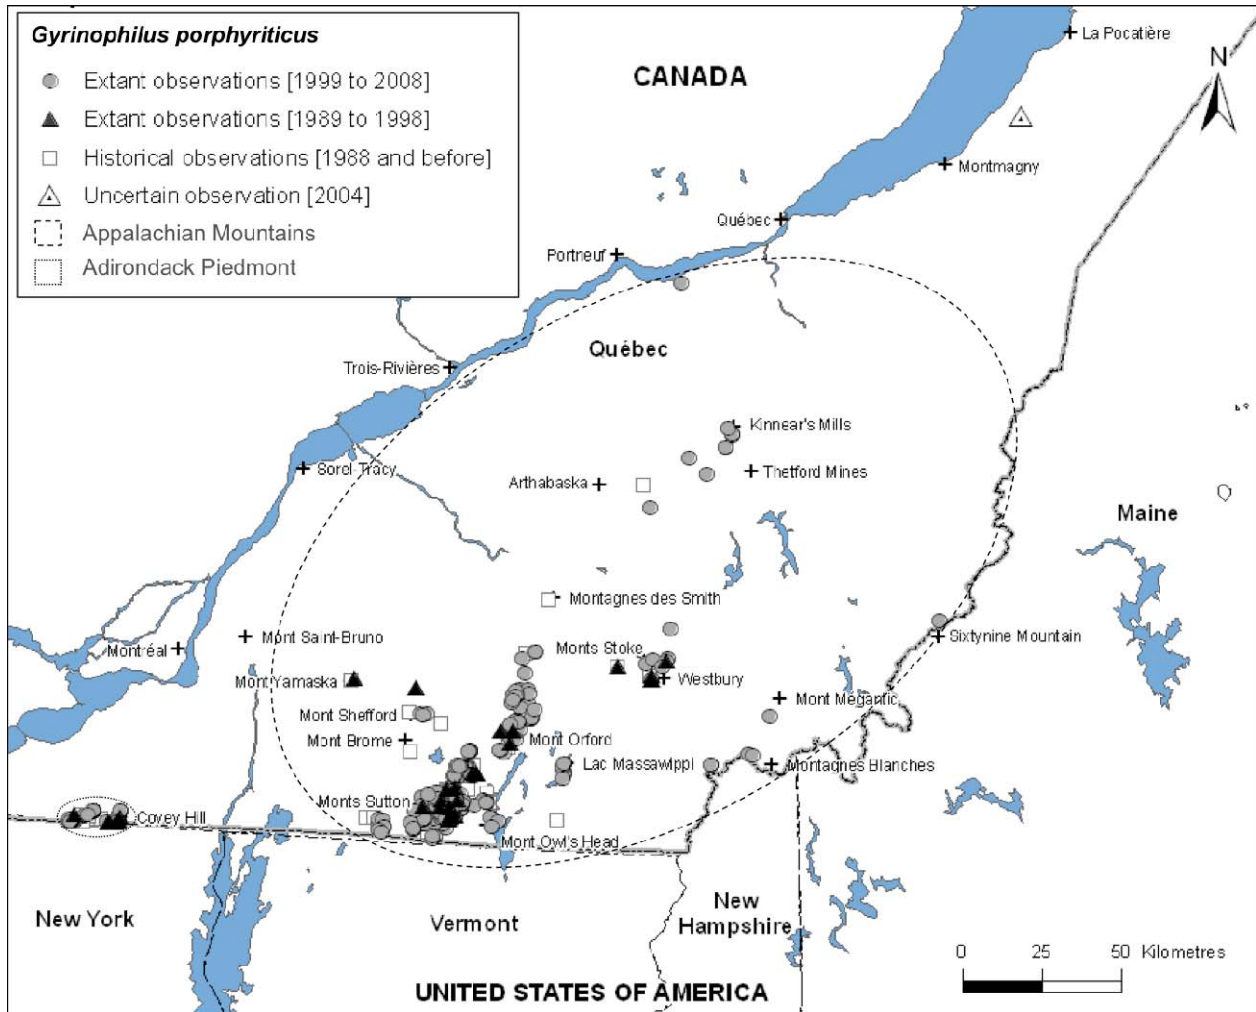 Gyrinophilus porphyriticus
Extant observations [1999 to 2008]
Extant observations [1989 to 1998]
Historical observations [1988 and before]
Uncertain observation [2004]
Appalachian Mountains
Adirondack Piedmont
CANADA
La Pocatière
N
Montmagny
Québec
Portneuf
Québec
Trois-Rivières
Kinnear's Mills
Sorel-Tracy
Thetford Mines
Arthabaska
Maine
Montagnes des Smith
Mont Saint-Bruno
Sixtynine Mountain
Montréal
Monts Stoke
Westbury
Mont Yamaska
Mont Mégantic
Mont Shefford
Mont Brome
Mont Orford
Lac Massawippi
Montagnes Blanches
Monts Sutton
Covey Hill
Mont Owl's Head
New York
Vermont
New
Hampshire
0 25 50 Kilometres
UNITED STATES OF AMERICA